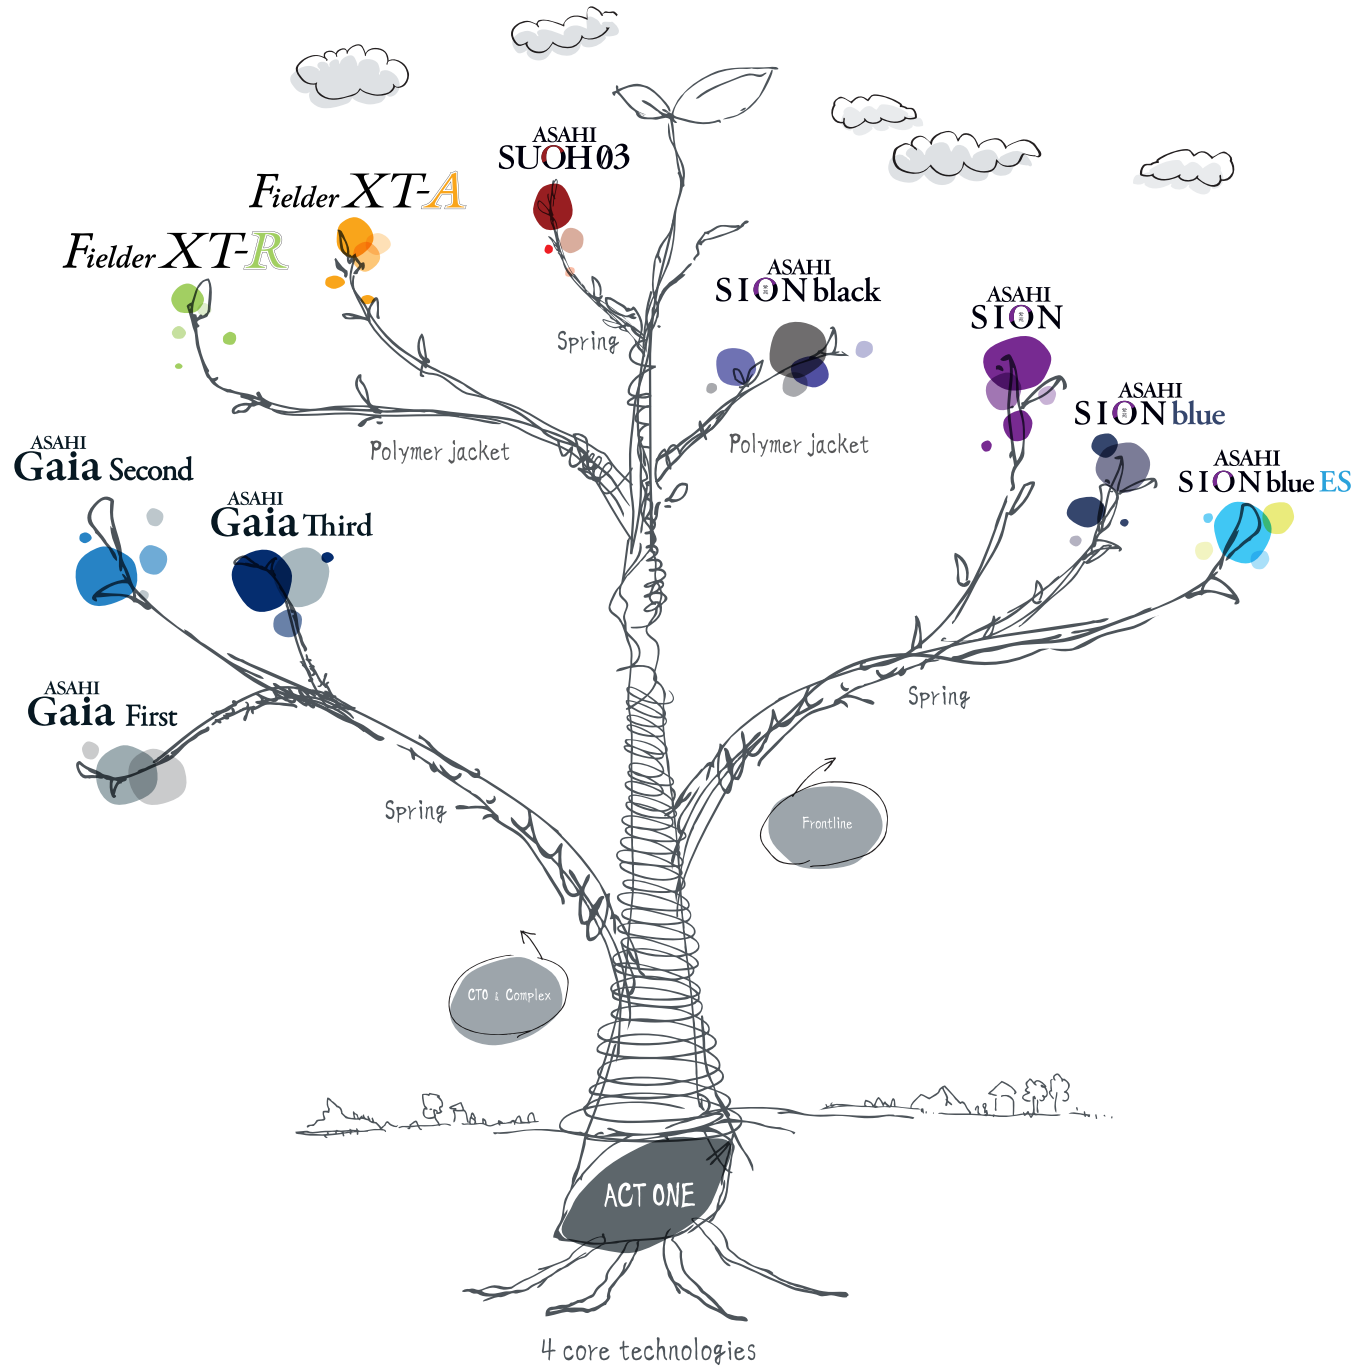 ASAHI
SUOH 03
Fielder XT-A
Fielder XT-R
ASAHI
SION black
ASAHI
SION
Spring
ASAHI
SION blue
Polymer jacket
Polymer jacket
ASAHI
Gaia Second
ASAHI
SION blue ES
ASAHI
Gaia Third
ASAHI
Gaia First
Spring
Spring
Frontline
CTO & Complex
ACT ONE
4 core technologies